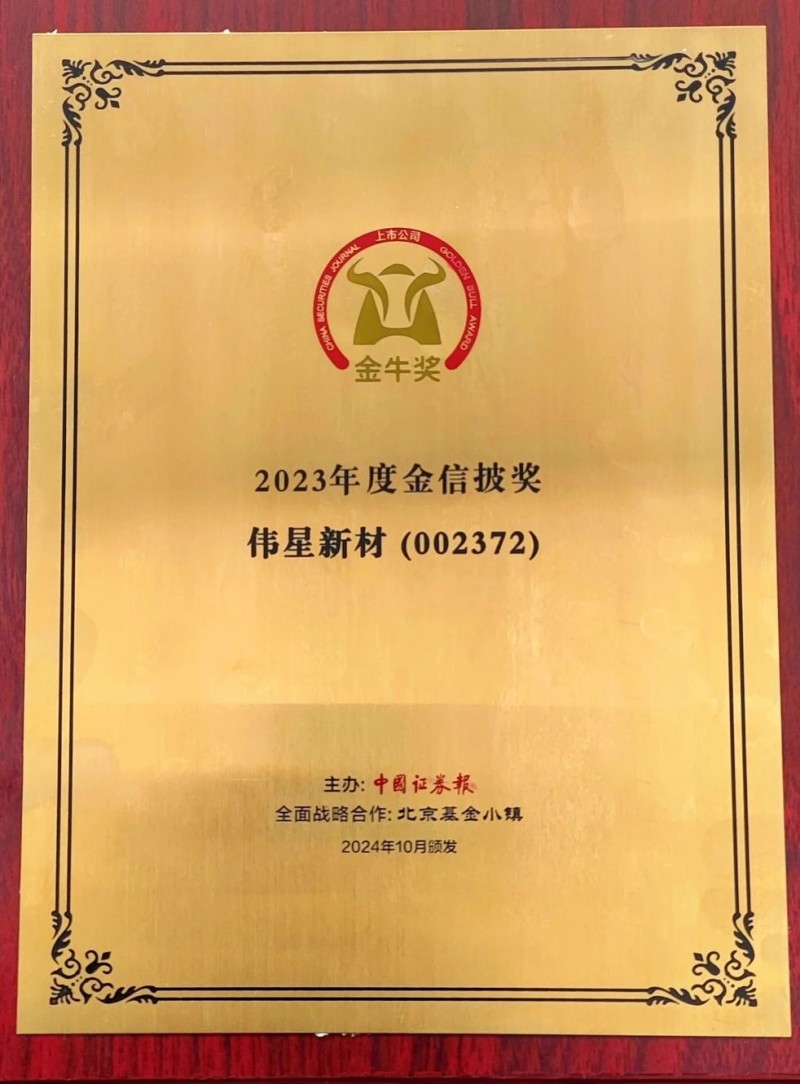 上市公司
CHINA SECURITIES JOURNAL
GOLDEN BULL AWARD
金牛奖
2023年度金信披奖
伟星新材 (002372)
主办: 中國证券報
全面战略合作: 北京基金小镇
2024年10月颁发